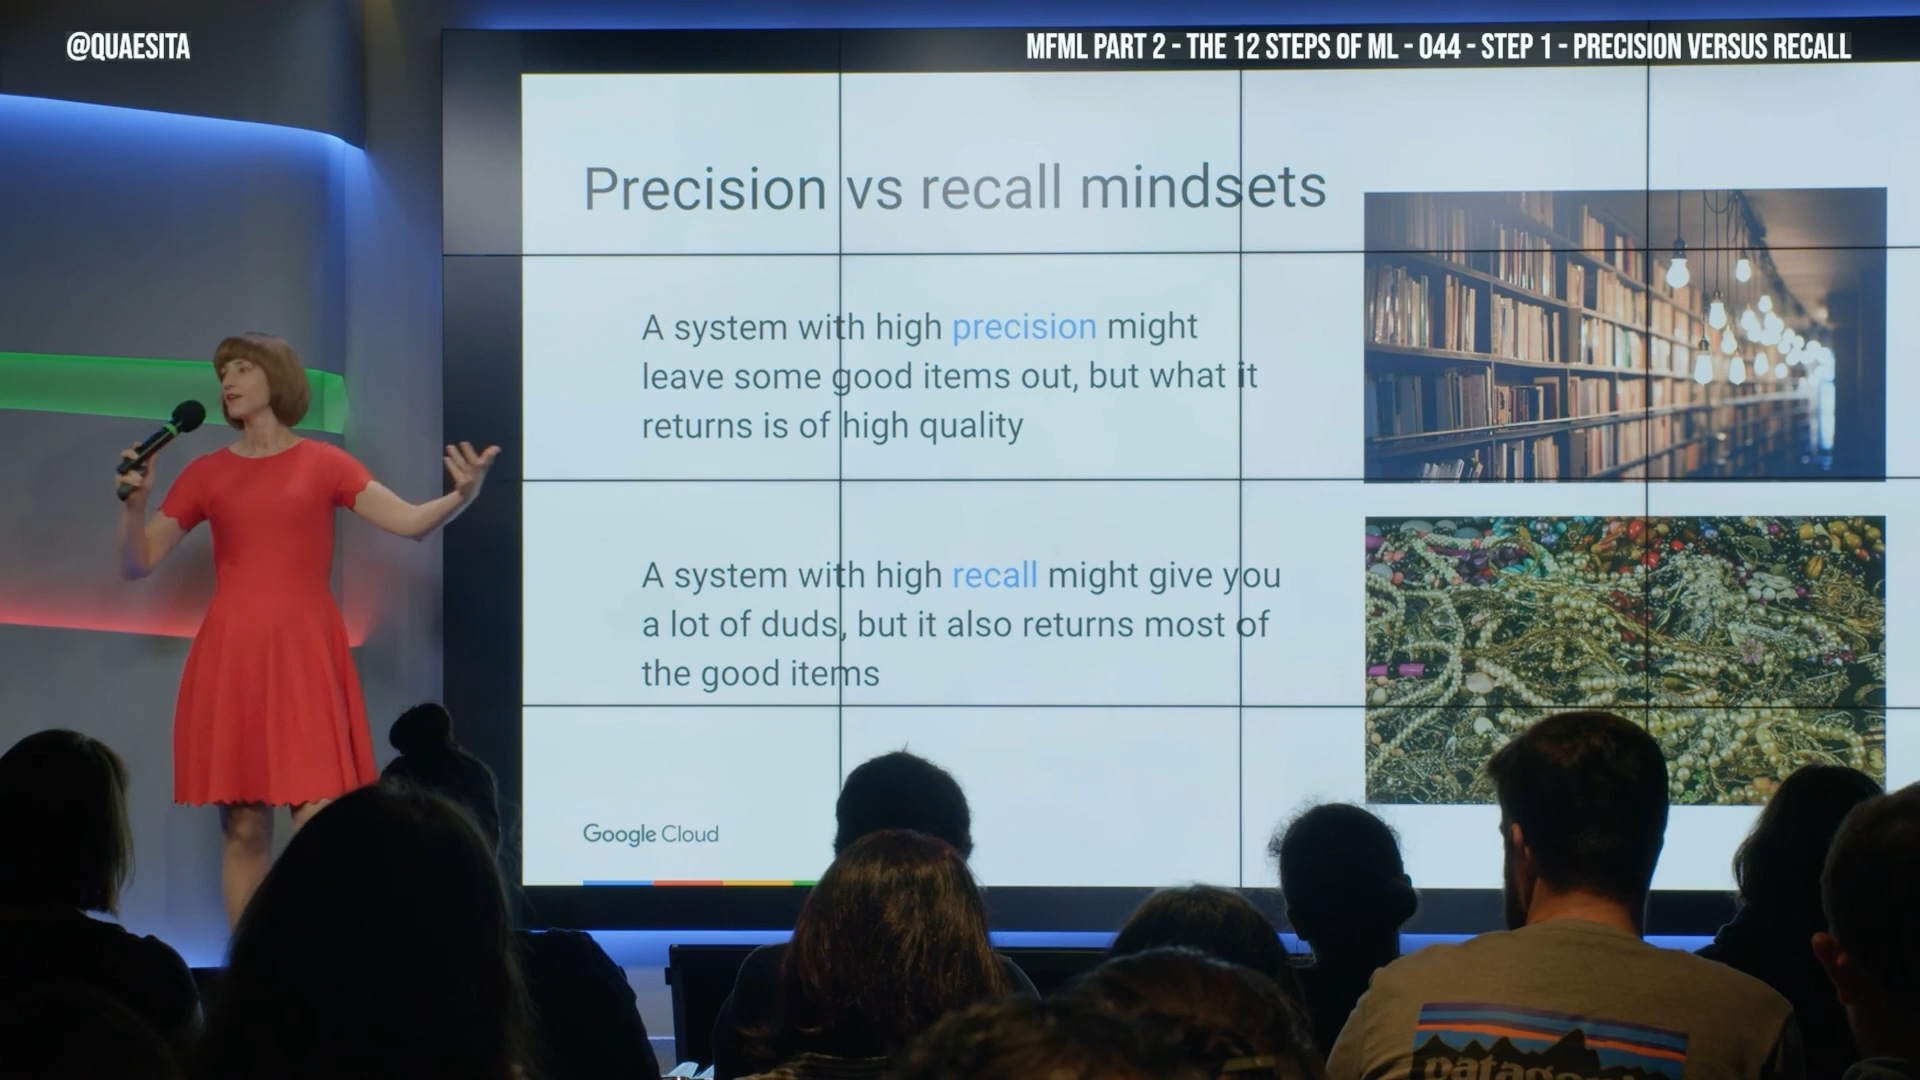 @QUAESITA
MFML PART 2 - THE 12 STEPS OF ML - 044 - STEP 1 - PRECISION VERSUS RECALL
Precision vs recall mindsets
A system with high precision might
leave some good items out, but what it
returns is of high quality
A system with high recall might give you
a lot of duds, but it also returns most of
the good items
Google Cloud